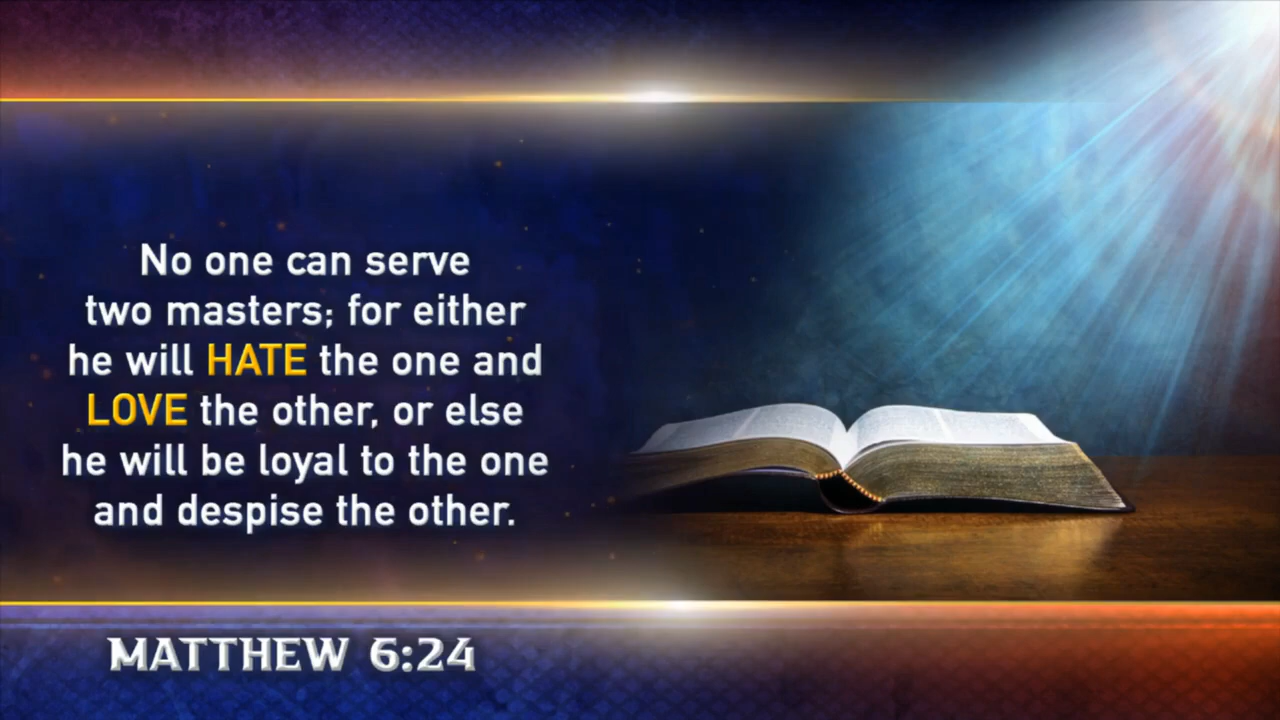 No one can serve
two masters; for either
he will HATE the one and
LOVE the other, or else
he will be loyal to the one
and despise the other.
MATTHEW 6:24